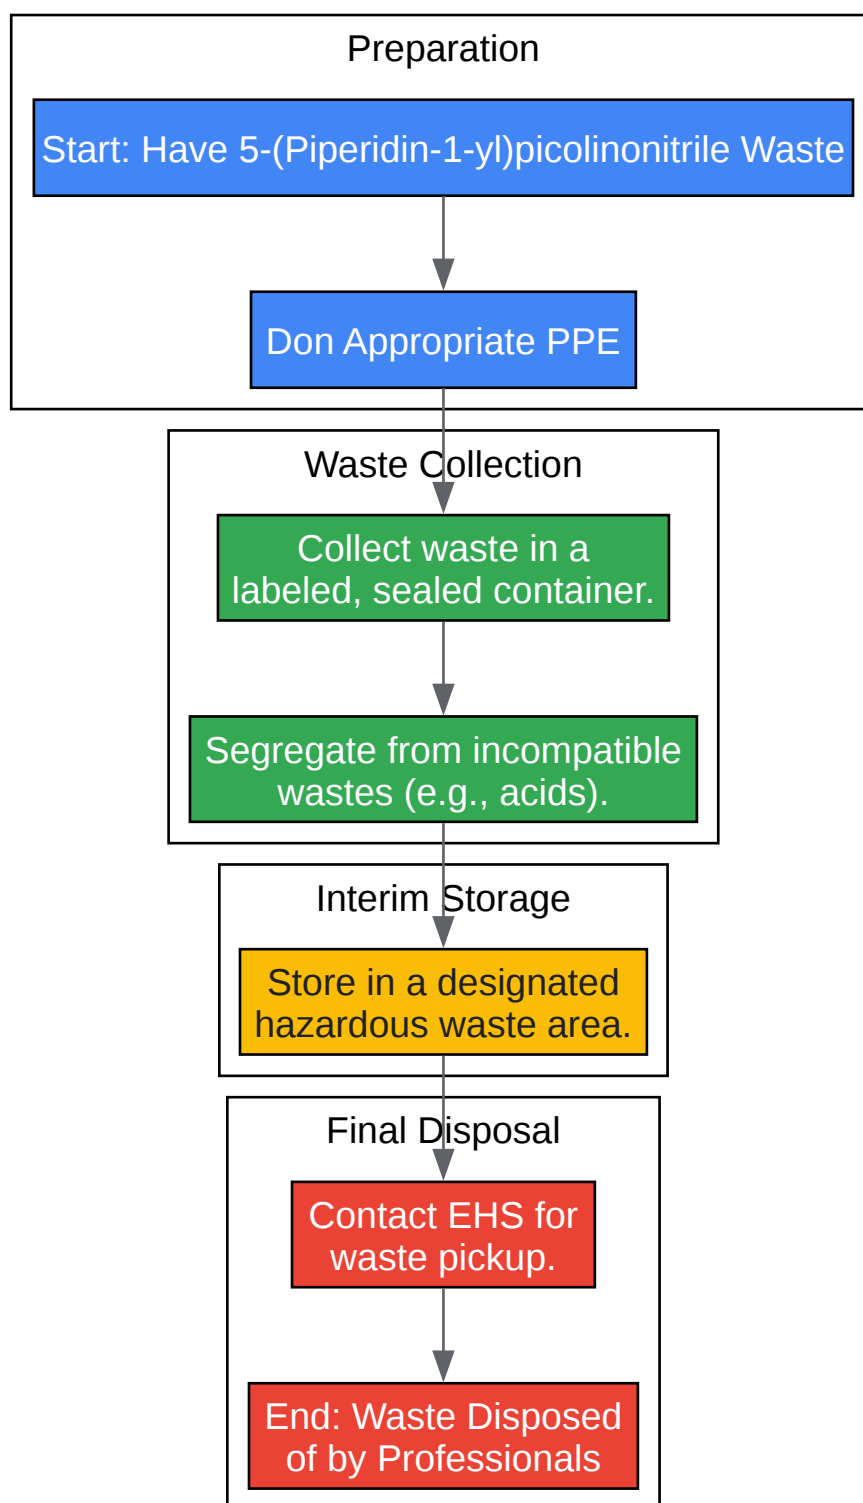 Preparation
Start: Have 5-(Piperidin-1-yl)picolinonitrile Waste
Don Appropriate PPE
Waste Collection
Collect waste in a
labeled, sealed container.
Segregate from incompatible
wastes (e.g., acids).
Interim Storage
Store in a designated
hazardous waste area.
Final Disposal
Contact EHS for
waste pickup.
End: Waste Disposed
of by Professionals